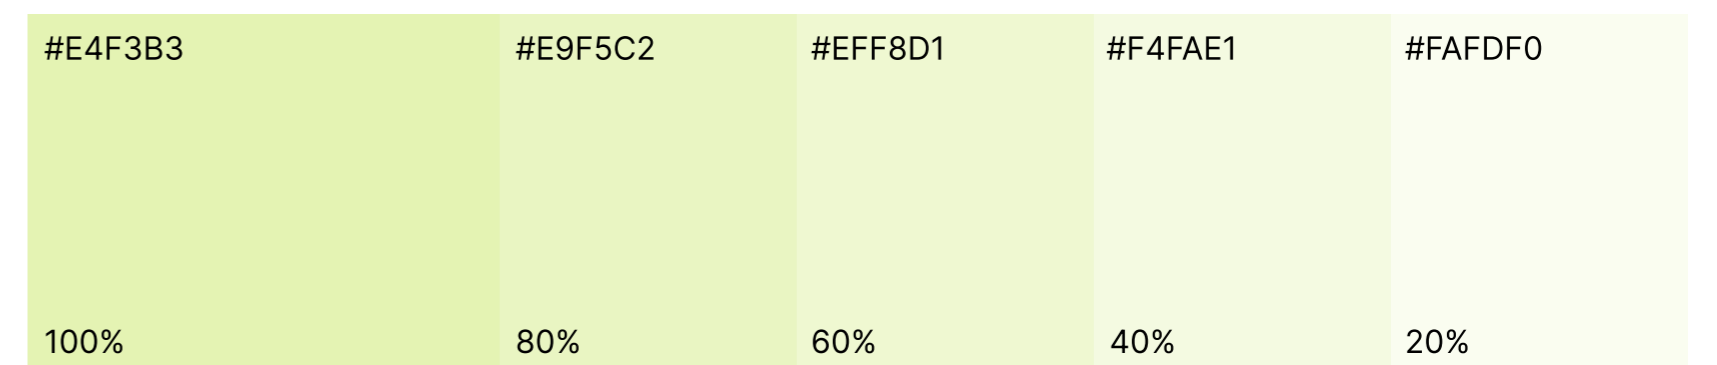 #E4F3B3
#E9F5C2
#EFF8D1
#F4FAE1
#FAFDF0
100%
80%
60%
40%
20%